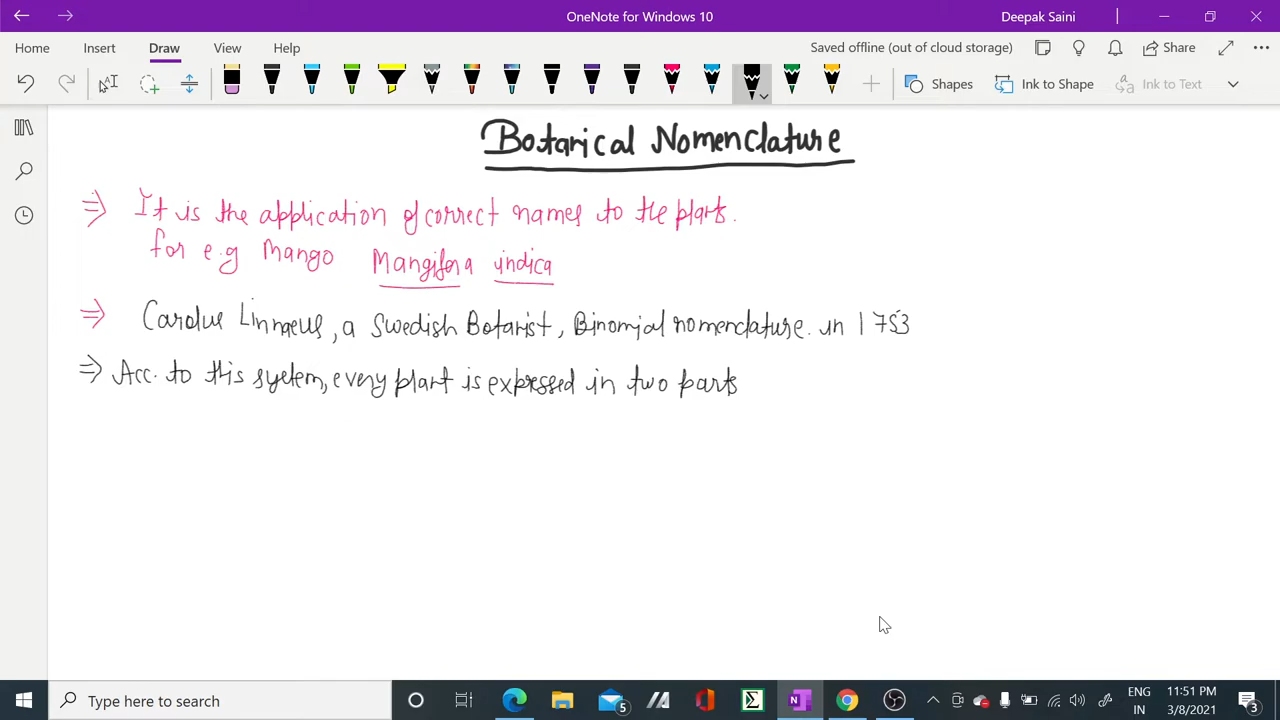 OneNote for Windows 10
Deepak Saini
Home Insert Draw View Help
Saved offline (out of cloud storage)
Share
Shapes
Ink to Shape
Ink to Text
Botanical Nomenclature
⇒ It is the application of correct names to the plants.
for e.g Mango Mangifera indica
⇒ Carolus Linnaeus, a Swedish Botanist, Binomial nomenclature. in 1753
⇒ Acc. to this system, every plant is expressed in two parts
Type here to search
5
ENG
IN
11:51 PM
3/8/2021
3